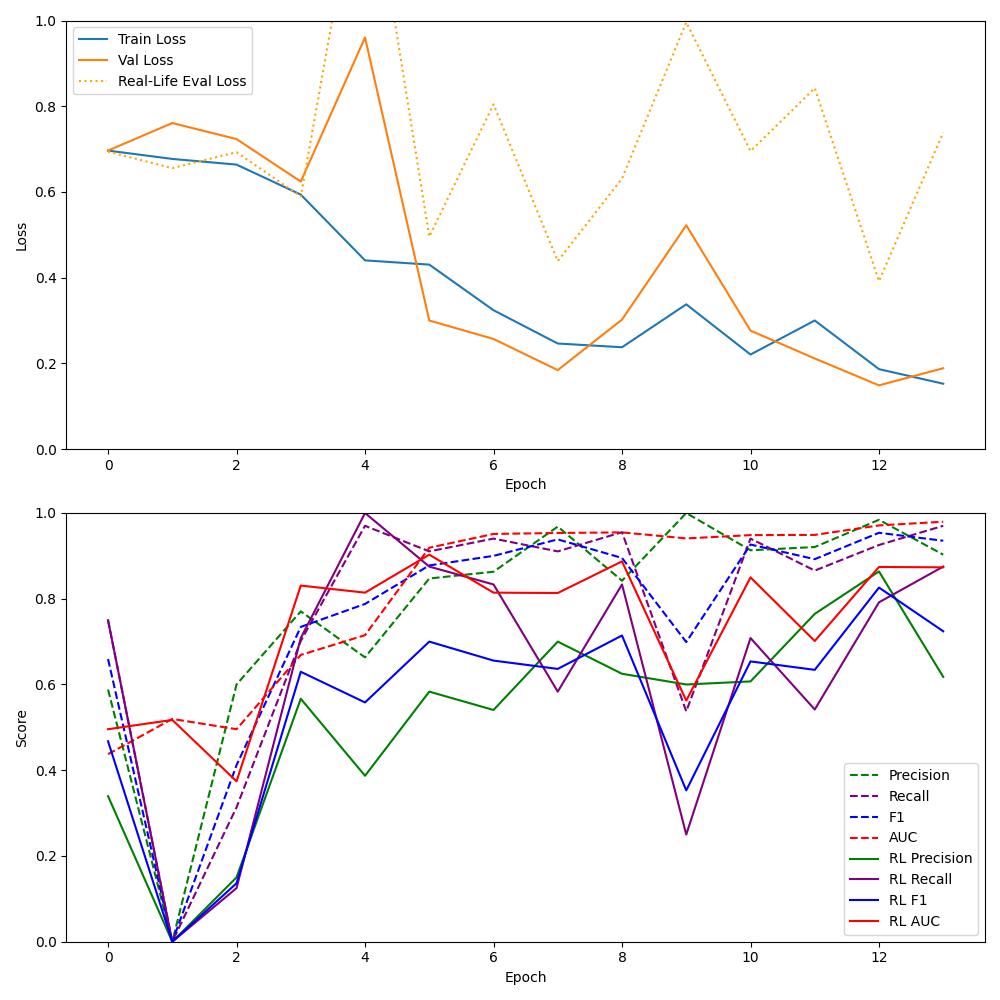 1.0
0.8
0.6
0.4
0.2
0.0
Loss
Train Loss
Val Loss
Real-Life Eval Loss
0 2 4 6 8 10 12
Epoch
1.0
0.8
0.6
0.4
0.2
0.0
Score
Precision
Recall
F1
AUC
RL Precision
RL Recall
RL F1
RL AUC
0 2 4 6 8 10 12
Epoch